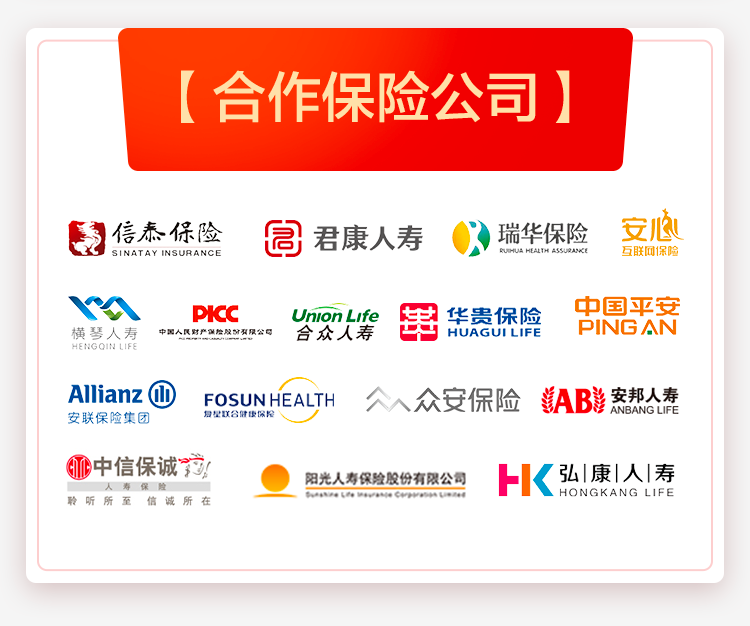 【合作保险公司】
信泰保险
SINATAY INSURANCE
君康人寿
瑞华保险
RUIHUA HEALTH ASSURANCE
安心
互联网保险
横琴人寿
HENGQIN LIFE
PICC
中国人民财产保险股份有限公司
PICC PROPERTY AND CASUALTY COMPANY LIMITED
Union Life
合众人寿
华贵保险
HUAGUI LIFE
中国平安
PING AN
Allianz
安联保险集团
FOSUN HEALTH
复星联合健康保险
众安保险
AB
安邦人寿
ANBANG LIFE
中信保诚
人寿保险
聆听所至 信诚所在
阳光人寿保险股份有限公司
Sunshine Life Insurance Corporation Limited
HK
弘康人寿
HONGKANG LIFE